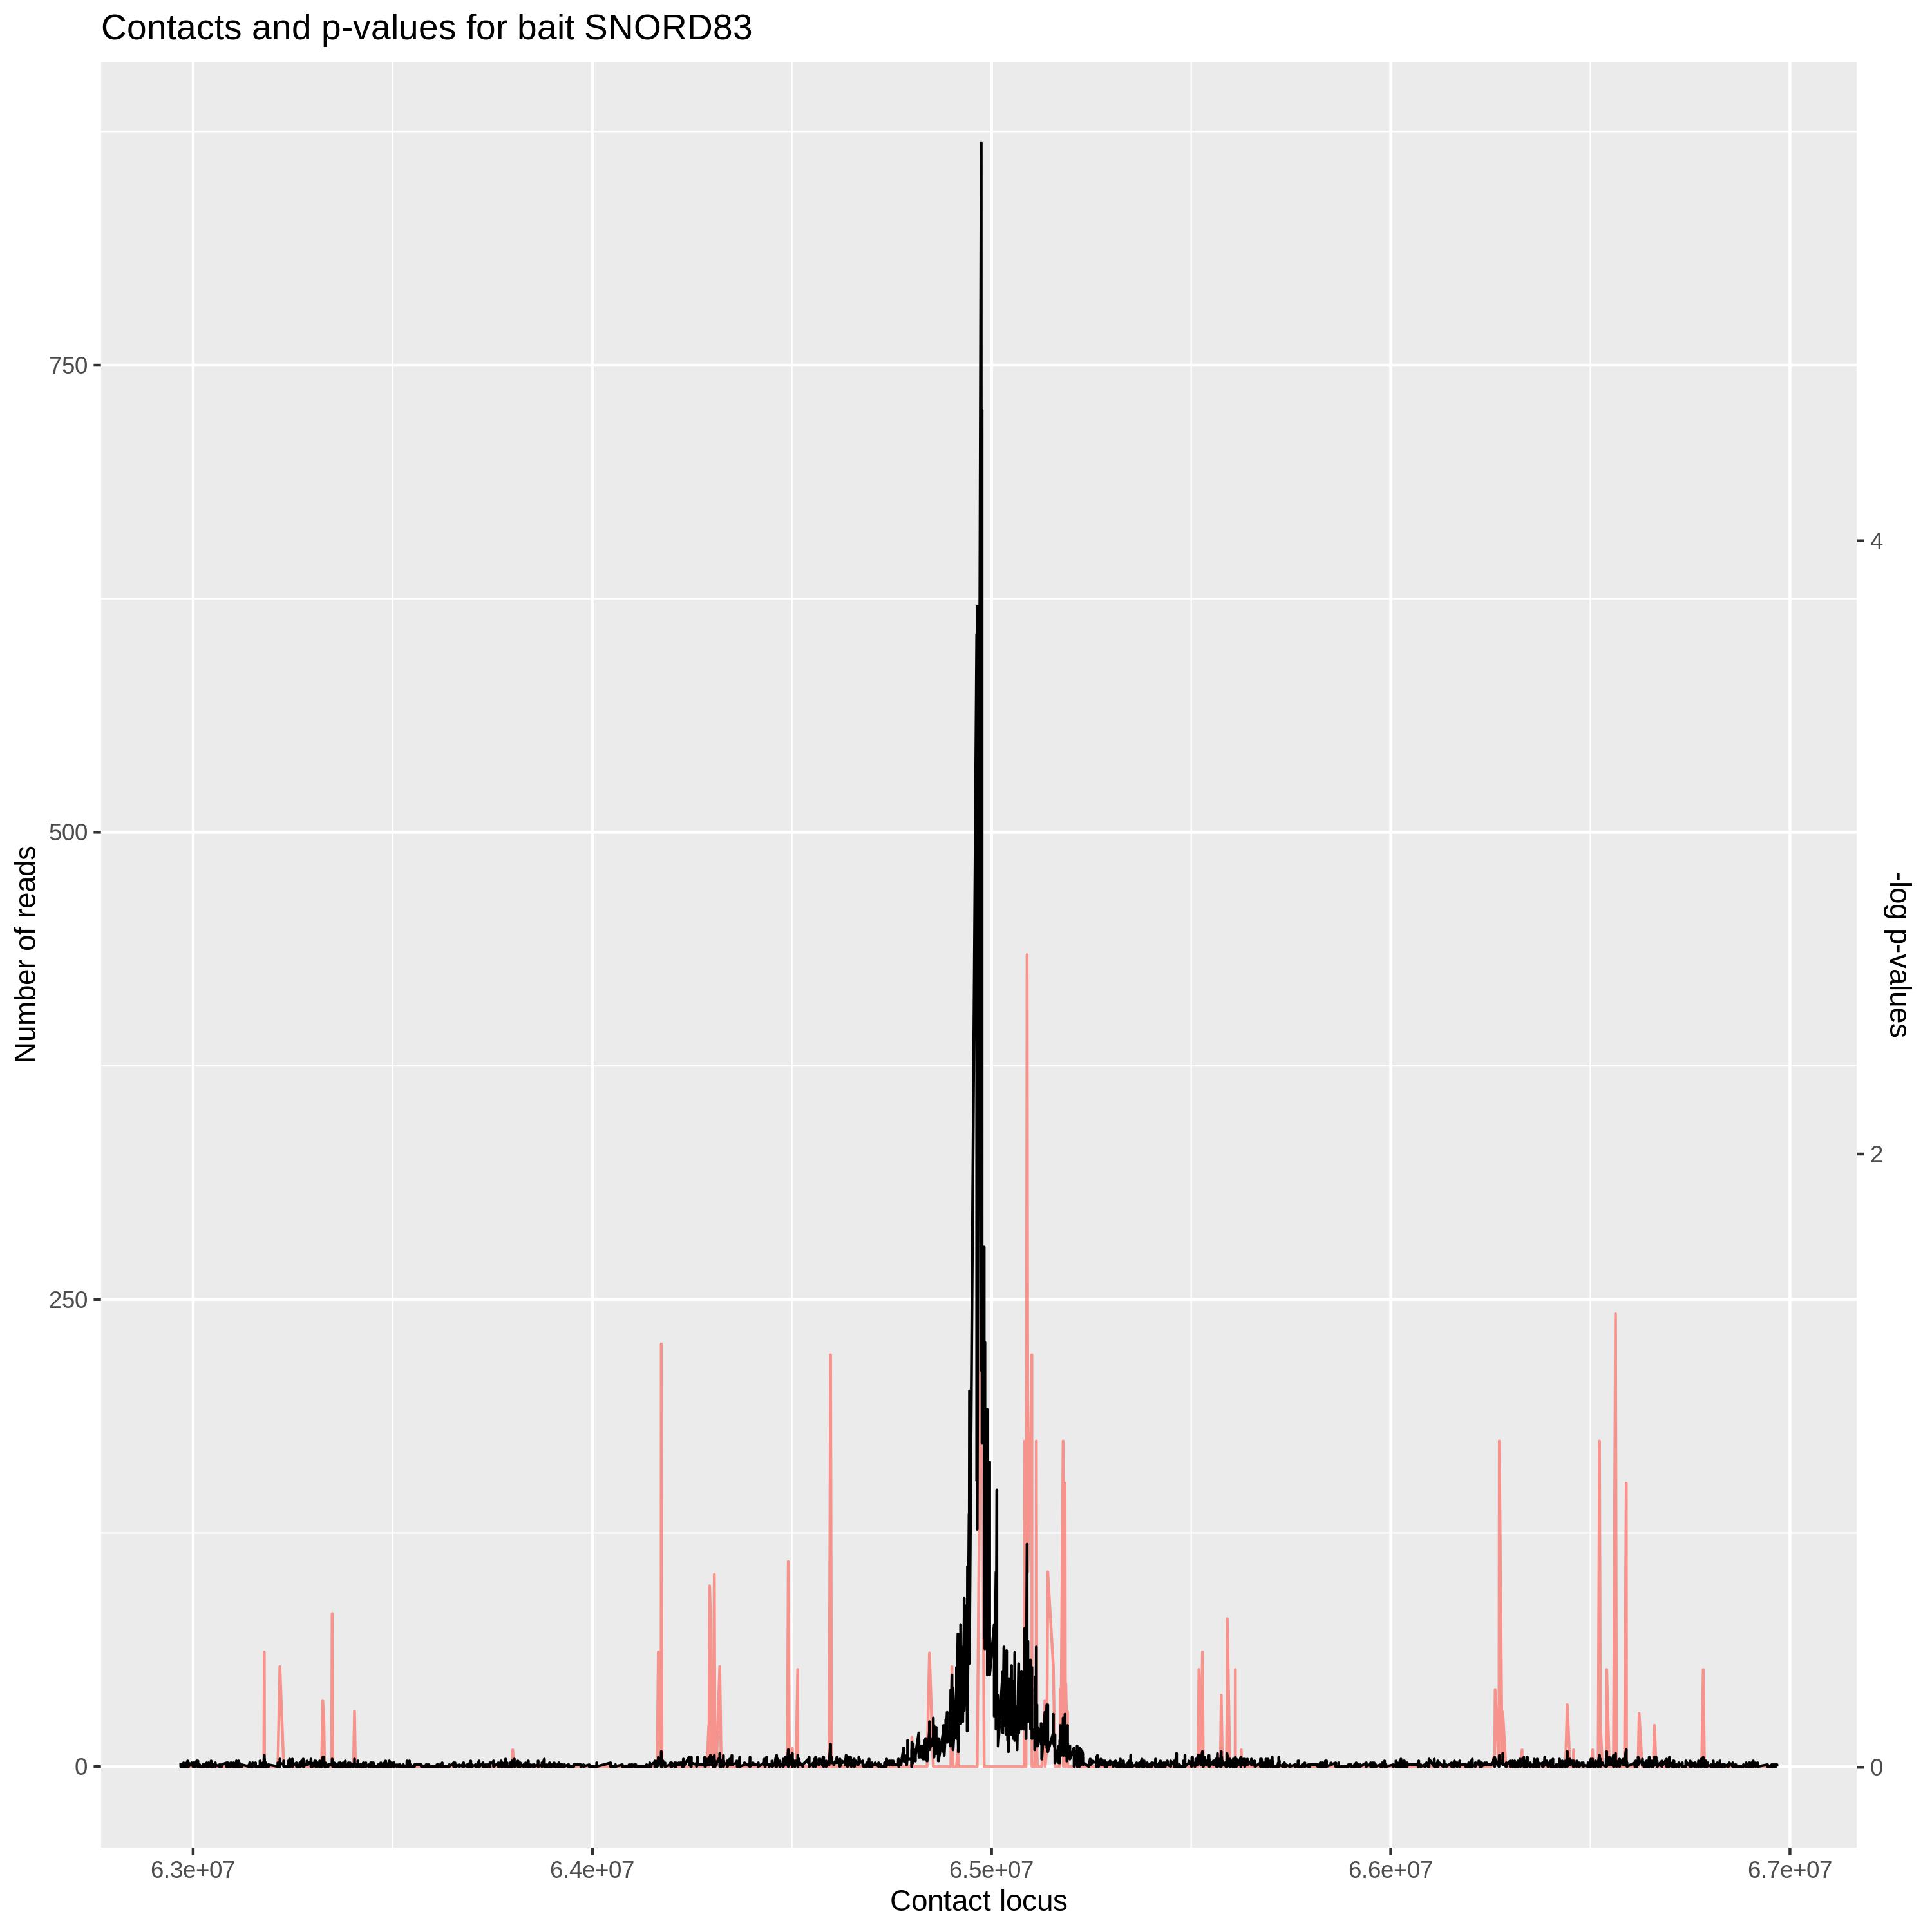 Contacts and p-values for bait SNORD83
750
500
250
0
Number of reads
4
2
0
-log p-values
6.3e+07
6.4e+07
6.5e+07
6.6e+07
6.7e+07
Contact locus